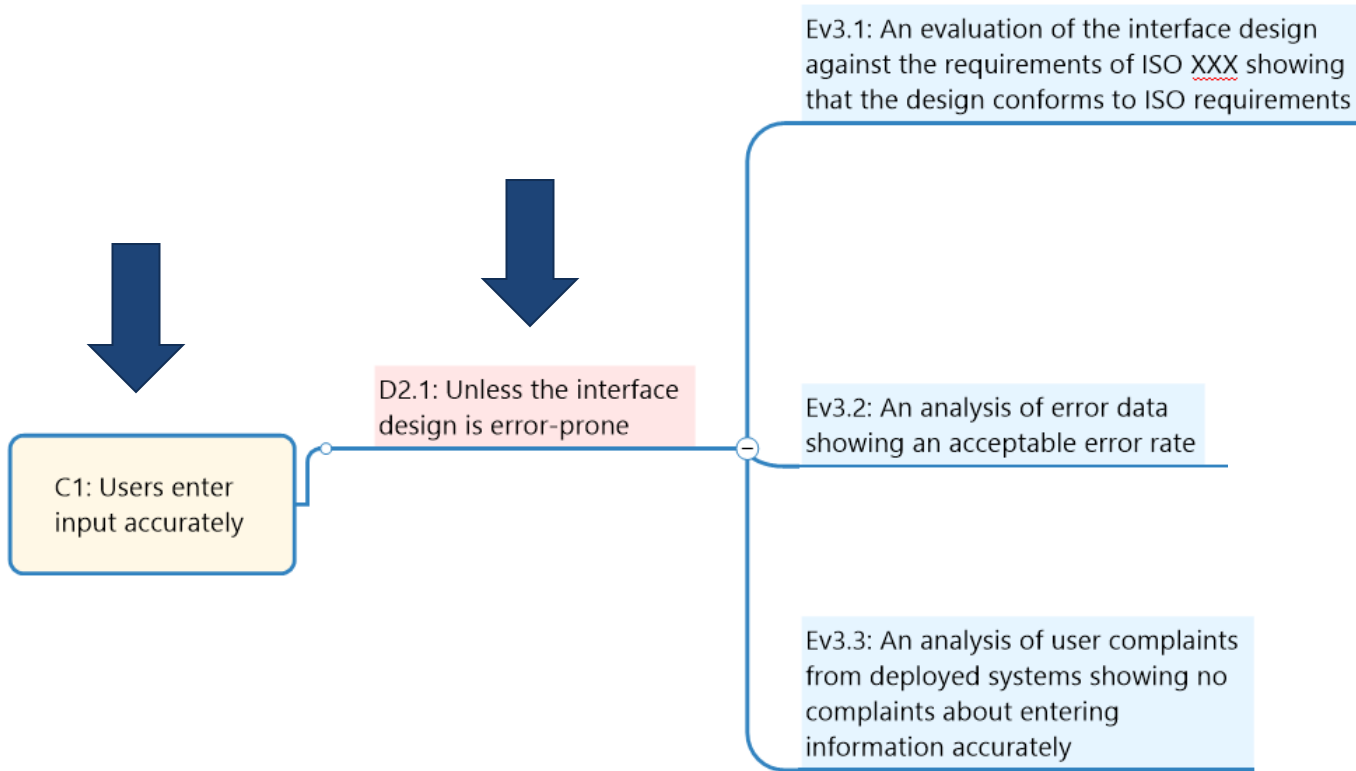 Ev3.1: An evaluation of the interface design
against the requirements of ISO XXX showing
that the design conforms to ISO requirements
D2.1: Unless the interface
design is error-prone
Ev3.2: An analysis of error data
showing an acceptable error rate
C1: Users enter
input accurately
Ev3.3: An analysis of user complaints
from deployed systems showing no
complaints about entering
information accurately